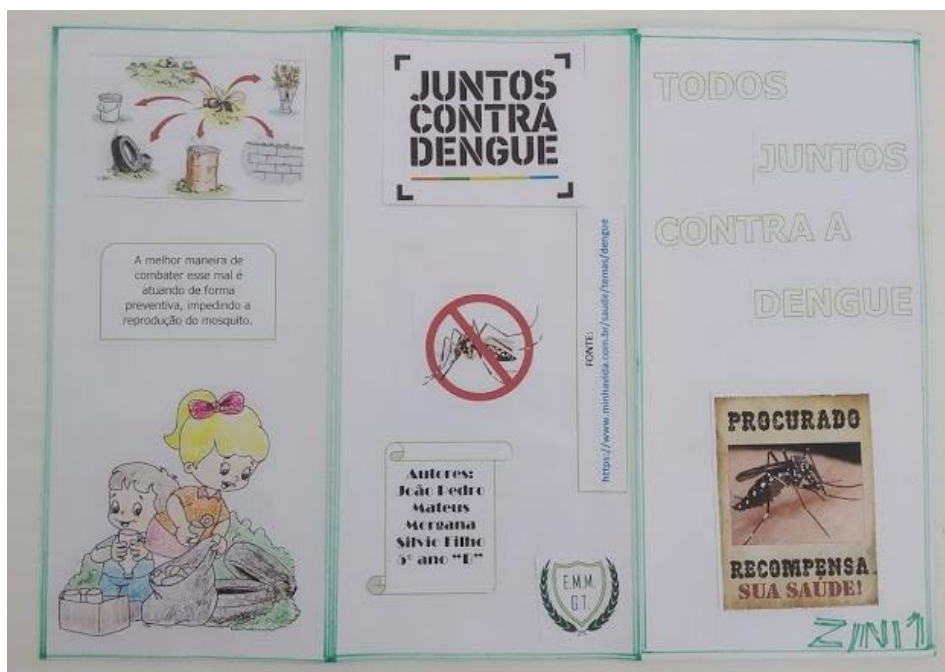 A melhor maneira de
combater esse mal é
atuando de forma
preventiva, impedindo a
reprodução do mosquito.
JUNTOS
CONTRA
DENGUE
FONTE:
https://www.minhavida.com.br/saude/temas/dengue
Autores:
João Pedro
Mateus
Morgana
Silvio Filho
5º ano “B”
E.M.M.
G.T.
TODOS
JUNTOS
CONTRA A
DENGUE
PROCURADO
RECOMPENSA
SUA SAÚDE!